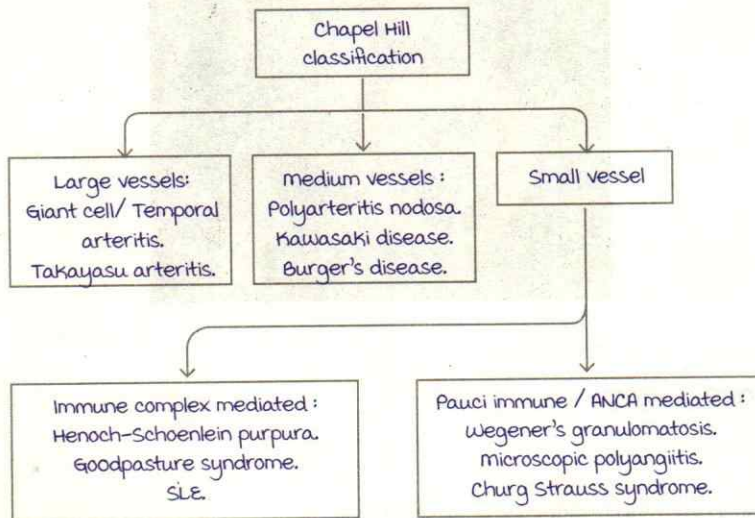 Chapel Hill
classification
Large vessels:
Giant cell/ Temporal
arteritis.
Takayasu arteritis.
medium vessels :
Polyarteritis nodosa.
Kawasaki disease.
Burger's disease.
Small vessel
Immune complex mediated :
Henoch-Schoenlein purpura.
Goodpasture syndrome.
SLE.
Pauci immune / ANCA mediated :
Wegener's granulomatosis.
microscopic polyangiitis.
Churg Strauss syndrome.